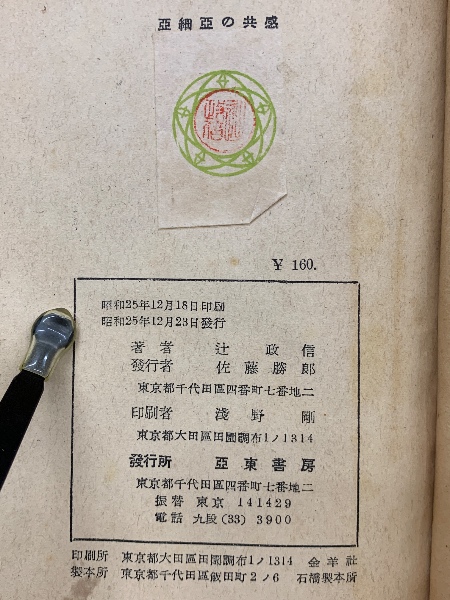 亞細亞の共感
¥ 160.
昭和25年12月18日印刷
昭和25年12月23日發行
著者 辻政信
發行者 佐藤勝郎
東京都千代田區四番町七番地二
印刷者 淺野剛
東京都大田區田園調布1ノ1314
發行所 亞東書房
東京都千代田區四番町七番地二
振替 東京 141429
電話 九段 (33) 3900
印刷所 東京都大田區田園調布1ノ1314 金羊社
製本所 東京都千代田區飯田町2ノ6 石橋製本所